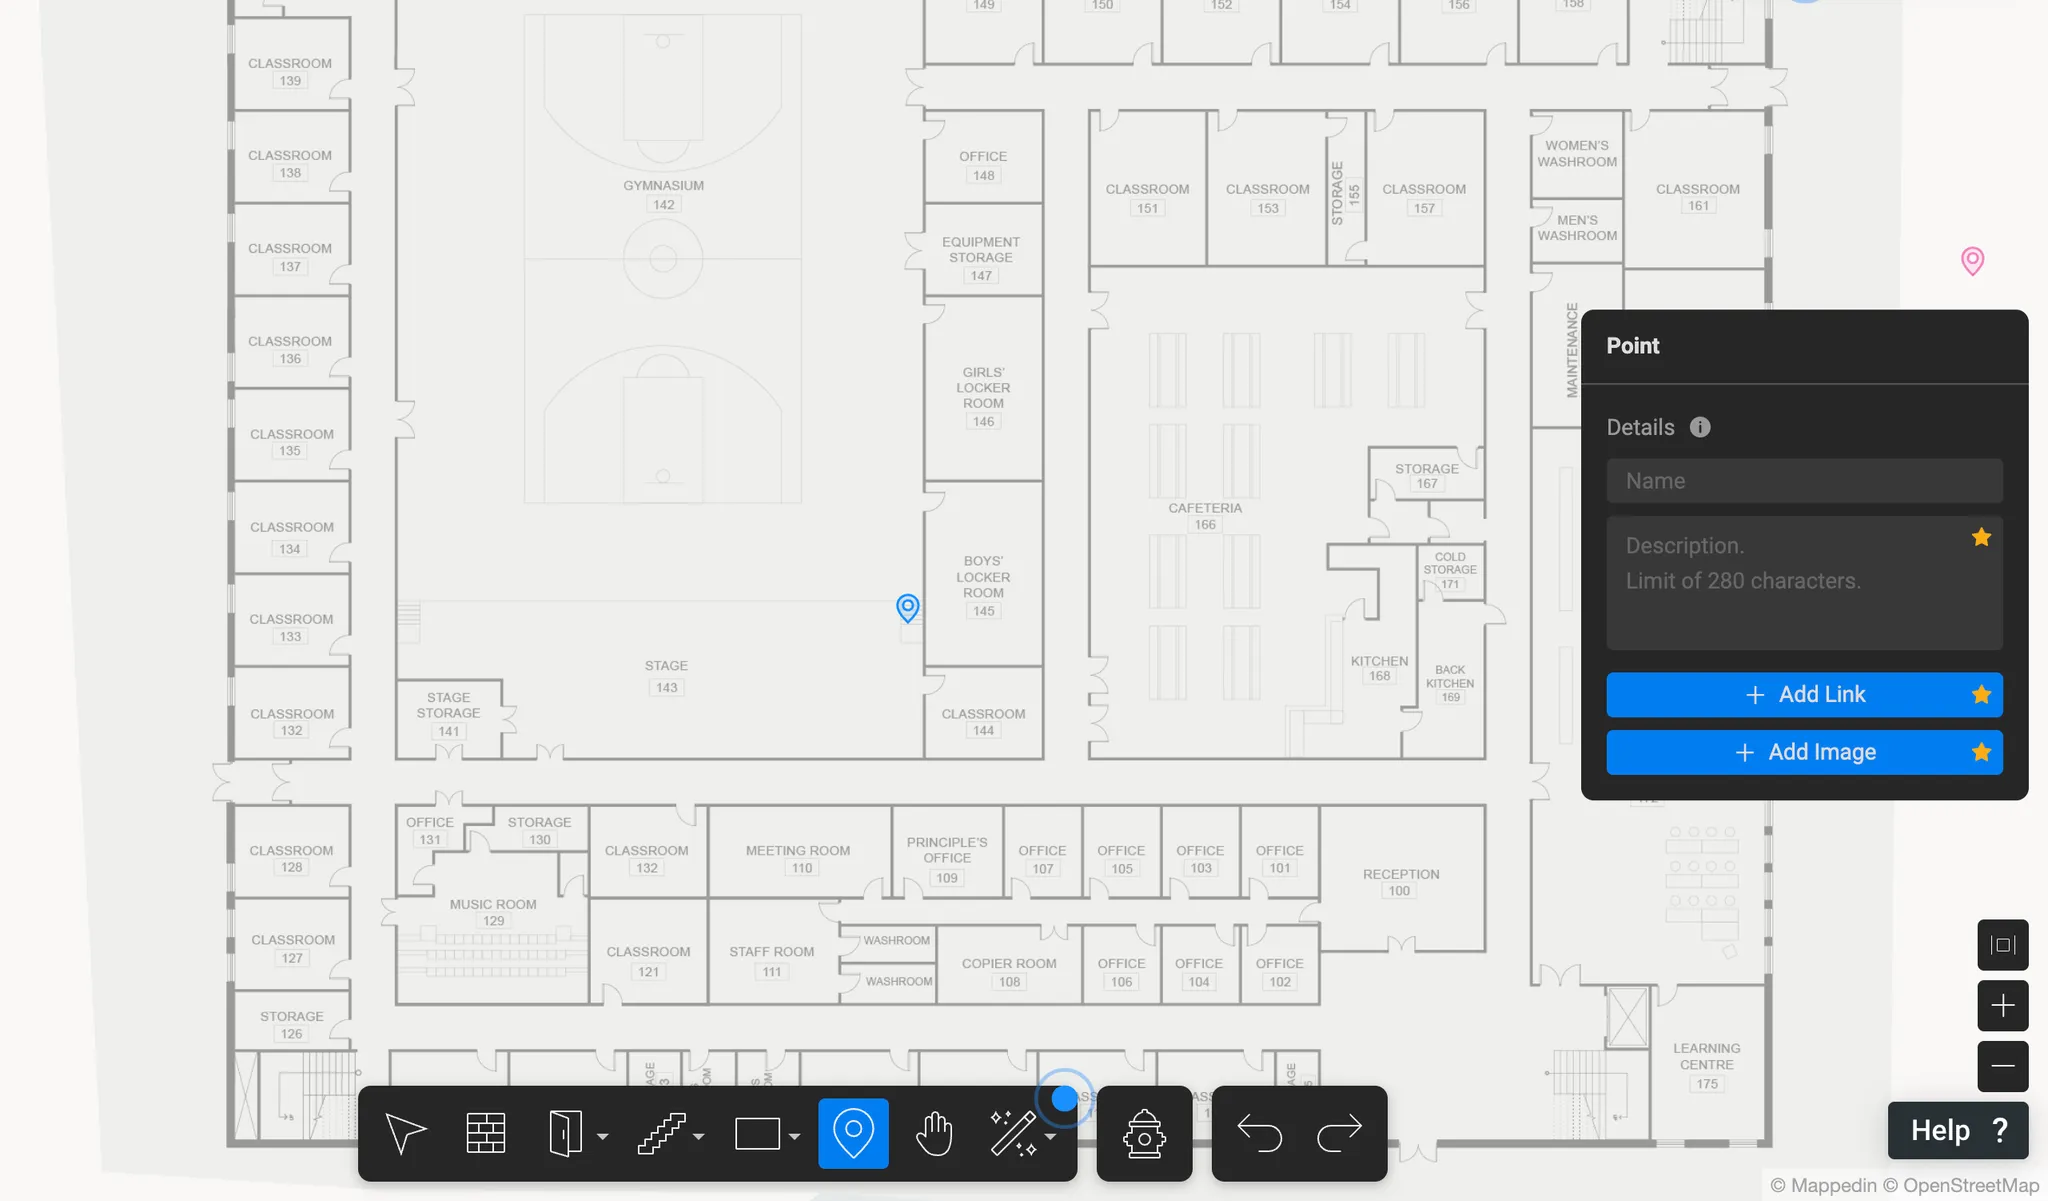 149
150
152
154
156
158
CLASSROOM
139
CLASSROOM
138
CLASSROOM
137
CLASSROOM
136
CLASSROOM
135
CLASSROOM
134
CLASSROOM
133
CLASSROOM
132
GYMNASIUM
142
OFFICE
148
EQUIPMENT
STORAGE
147
GIRLS'
LOCKER
ROOM
146
BOYS'
LOCKER
ROOM
145
CLASSROOM
144
STAGE
143
STAGE
STORAGE
141
CLASSROOM
151
CLASSROOM
153
STORAGE
155
CLASSROOM
157
WOMEN'S
WASHROOM
MEN'S
WASHROOM
CLASSROOM
161
MAINTENANCE
CAFETERIA
166
STORAGE
167
COLD
STORAGE
171
KITCHEN
168
BACK
KITCHEN
169
Point
Details
Name
Description.
Limit of 280 characters.
Add Link
Add Image
CLASSROOM
128
CLASSROOM
127
STORAGE
126
OFFICE
131
STORAGE
130
MUSIC ROOM
129
CLASSROOM
132
CLASSROOM
121
MEETING ROOM
110
STAFF ROOM
111
PRINCIPLE'S
OFFICE
109
OFFICE
107
OFFICE
105
OFFICE
103
OFFICE
101
RECEPTION
100
WASHROOM
WASHROOM
COPIER ROOM
108
OFFICE
106
OFFICE
104
OFFICE
102
LEARNING
CENTRE
175
Help ?
© Mappedin © OpenStreetMap